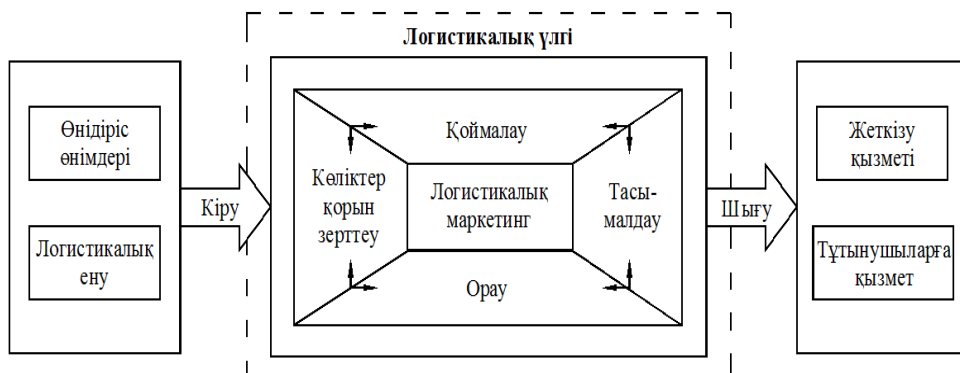 Логистикалық үлгі
Өнідіріс
өнімдері
Логистикалық
ену
Кіру
Қоймалау
Көліктер
қорын
зерттеу
Логистикалық
маркетинг
Тасы-
малдау
Орау
Шығу
Жеткізу
қызметі
Тұтынушыларға
қызмет